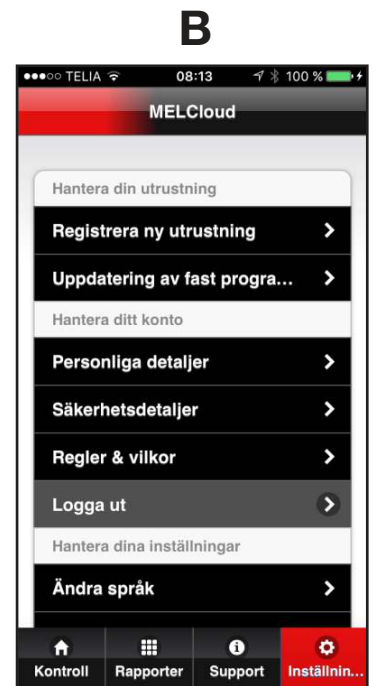 B
●●●○○ TELIA 08:13 100 %
MELCloud
Hantera din utrustning
Registrera ny utrustning
Uppdatering av fast progra...
Hantera ditt konto
Personliga detaljer
Säkerhetsdetaljer
Regler & vilkor
Logga ut
Hantera dina inställningar
Ändra språk
Kontroll Rapporter Support Inställnin...